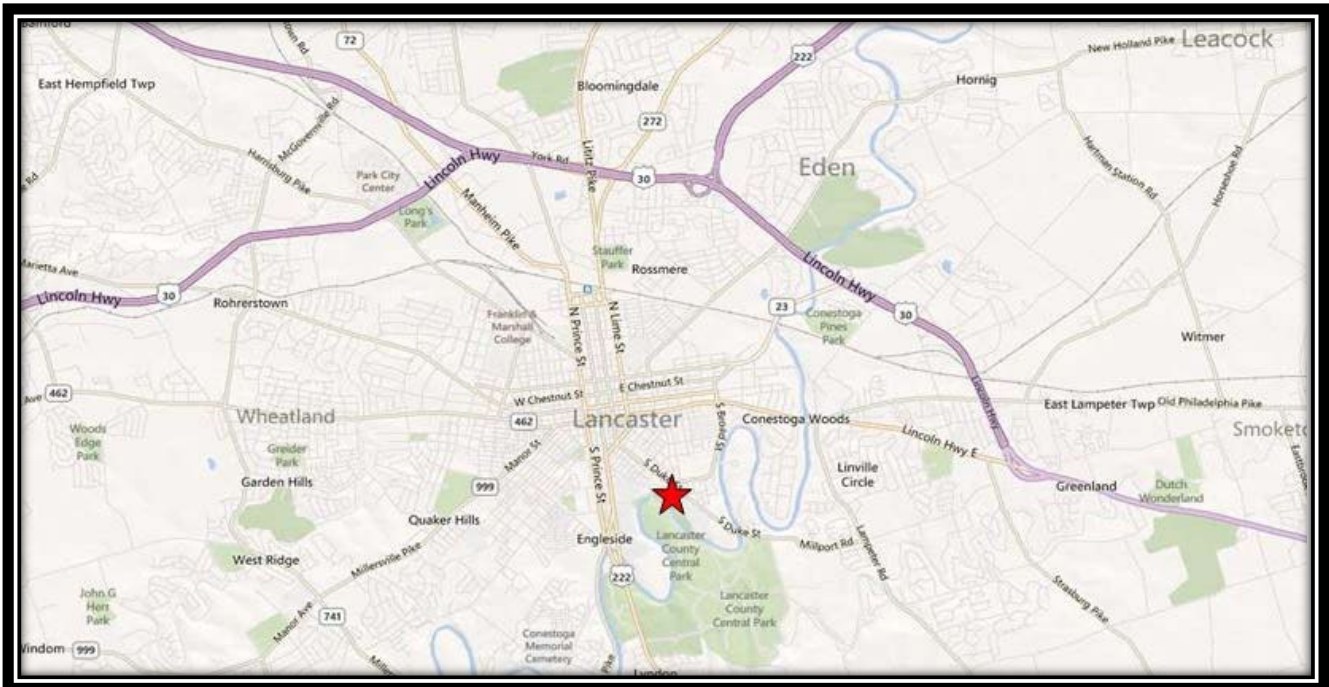 72
222
New Holland Pike
Leacock
East Hempfield Twp
Bloomingdale
Hornig
McGovernville Rd
272
Harrisburg Pike
Lincoln Hwy
York Rd
Lititz Pike
30
Eden
Hartman Station Rd
Horseshoe Rd
Park City
Center
Manheim Pike
Long's
Park
Stauffer
Park
Rossmere
Marietta Ave
Lincoln Hwy
30
Rohrerstown
Lincoln Hwy
23
30
Franklin &
Marshall
College
N Prince St
N Lime St
Conestoga
Pines
Park
Witmer
462
Ave
W Chestnut St
E Chestnut St
Lincoln Hwy
East Lampeter Twp
Old Philadelphia Pike
Wheatland
462
Lancaster
S Broad St
Conestoga Woods
Lincoln Hwy E
Woods
Edge
Park
Greider
Park
Garden Hills
Manor St
S Prince St
S Duke St
Linville
Circle
999
Greenland
Dutch
Wonderland
Quaker Hills
Engleside
S Duke St
Millport Rd
Lancaster
County
Central
Park
West Ridge
Millersville Pike
222
Lampeter Rd
Strasburg Pike
John G
Herr
Park
Manor Ave
741
Lancaster
County
Central Park
Windom
999
Conestoga
Memorial
Cemetery
Pike
Lyndon